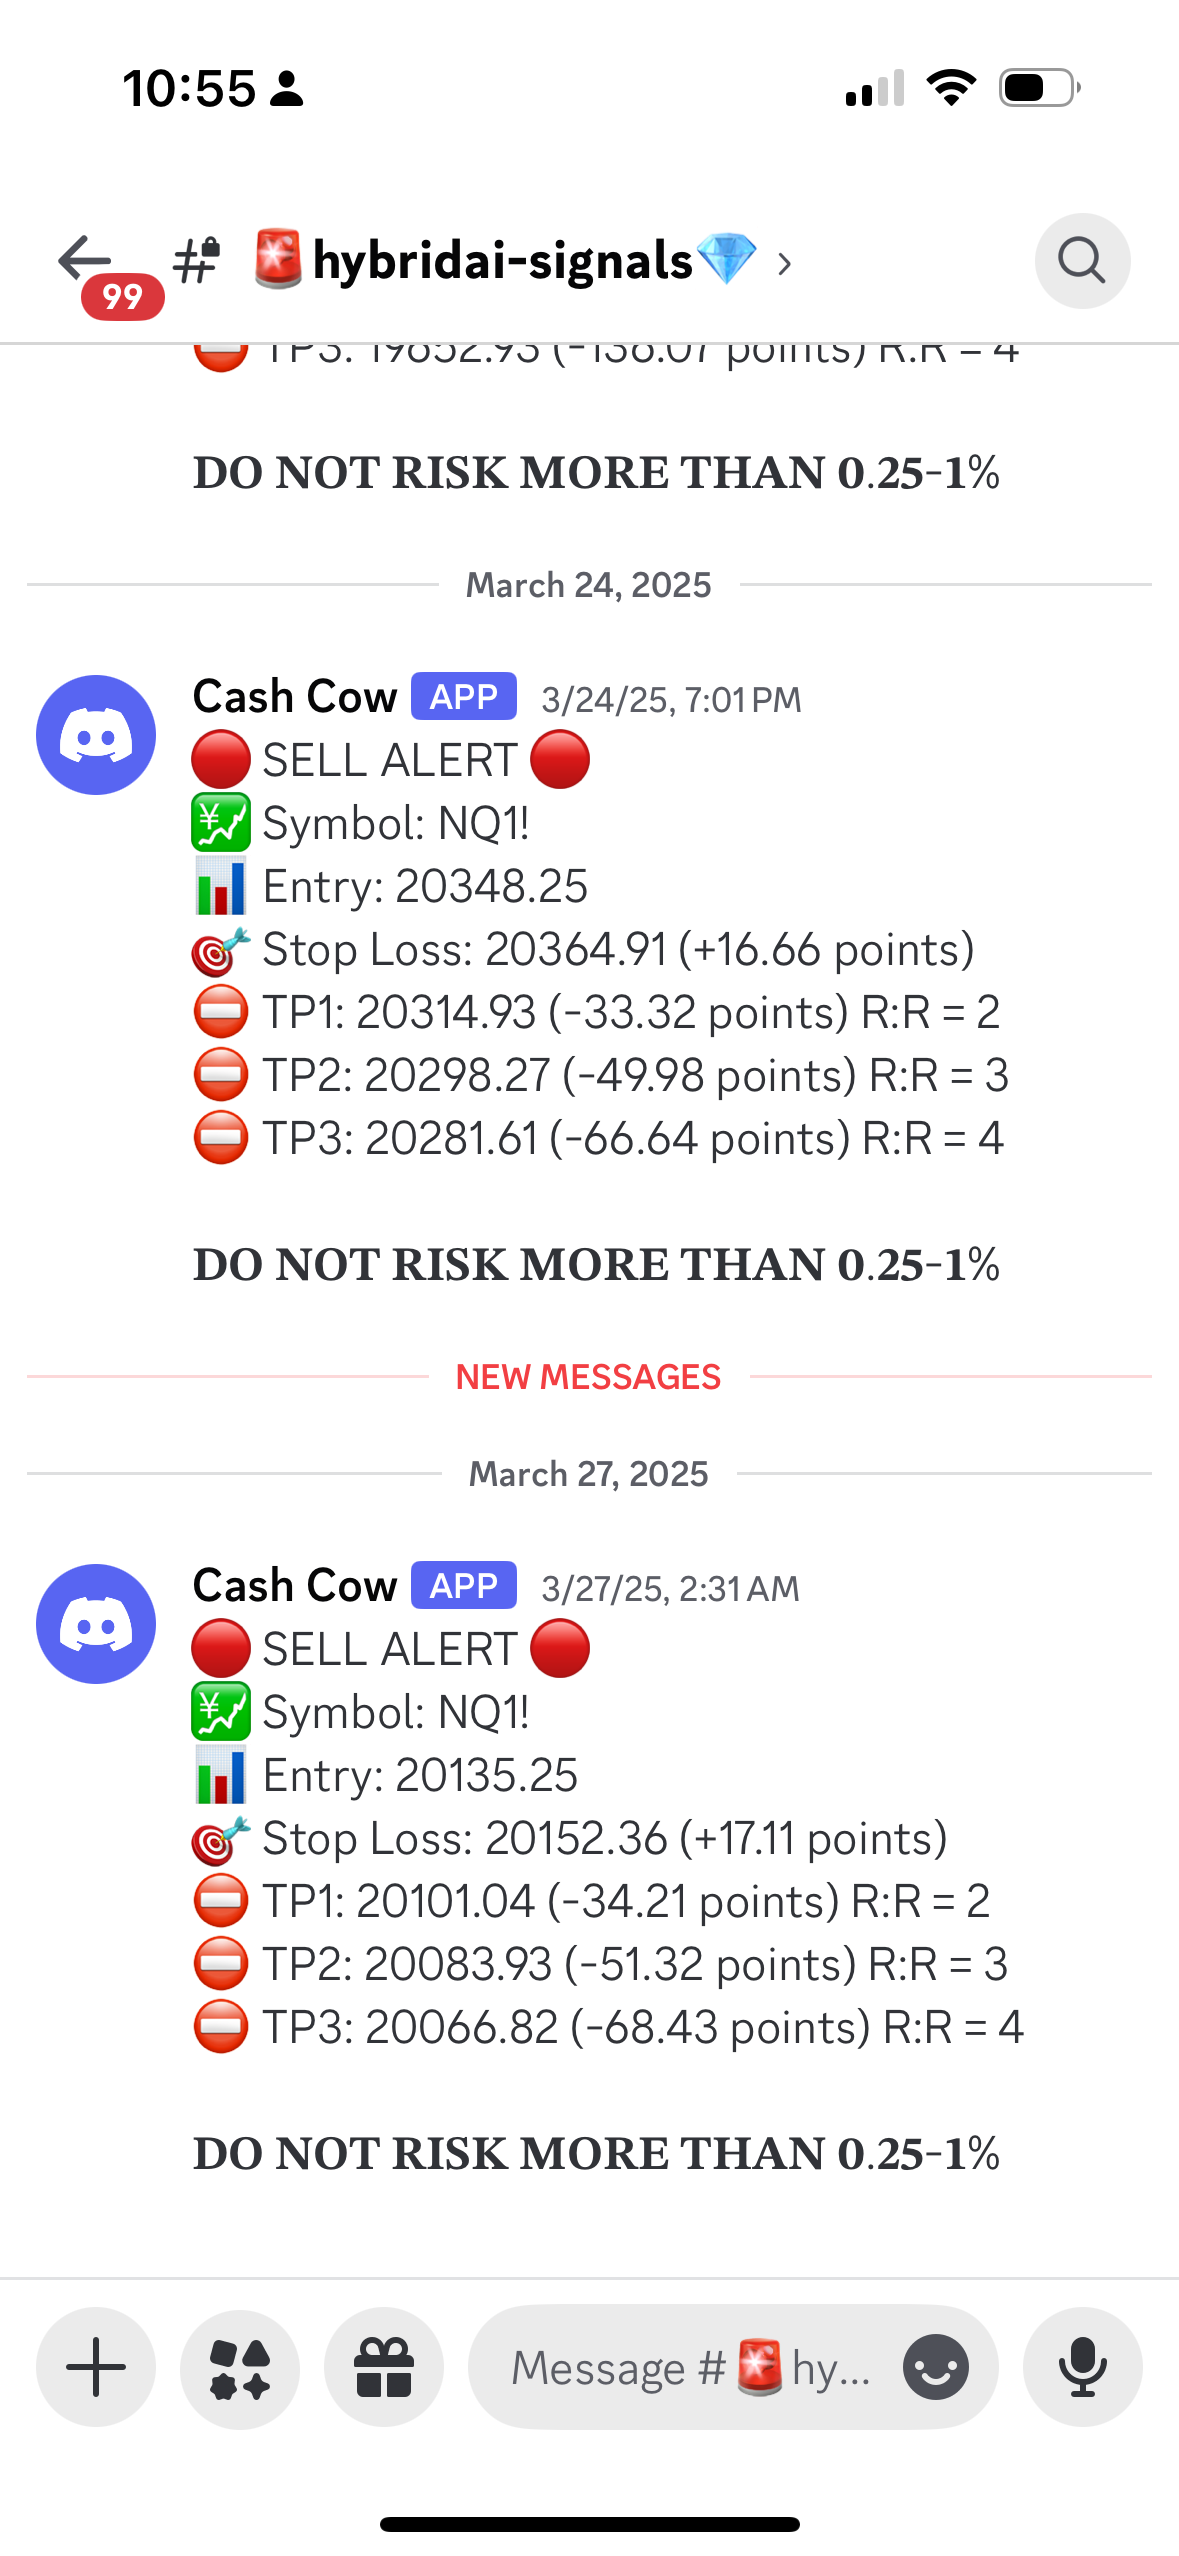 10:55
99
# 🚨hybridai-signals💎 ›
TP3: 19652.93 (-136.07 points) R:R = 4
DO NOT RISK MORE THAN 0.25-1%
March 24, 2025
Cash Cow APP 3/24/25, 7:01 PM
🔴 SELL ALERT 🔴
💹 Symbol: NQ1!
📊 Entry: 20348.25
🎯 Stop Loss: 20364.91 (+16.66 points)
⛔ TP1: 20314.93 (-33.32 points) R:R = 2
⛔ TP2: 20298.27 (-49.98 points) R:R = 3
⛔ TP3: 20281.61 (-66.64 points) R:R = 4
DO NOT RISK MORE THAN 0.25-1%
NEW MESSAGES
March 27, 2025
Cash Cow APP 3/27/25, 2:31 AM
🔴 SELL ALERT 🔴
💹 Symbol: NQ1!
📊 Entry: 20135.25
🎯 Stop Loss: 20152.36 (+17.11 points)
⛔ TP1: 20101.04 (-34.21 points) R:R = 2
⛔ TP2: 20083.93 (-51.32 points) R:R = 3
⛔ TP3: 20066.82 (-68.43 points) R:R = 4
DO NOT RISK MORE THAN 0.25-1%
Message #🚨hy...